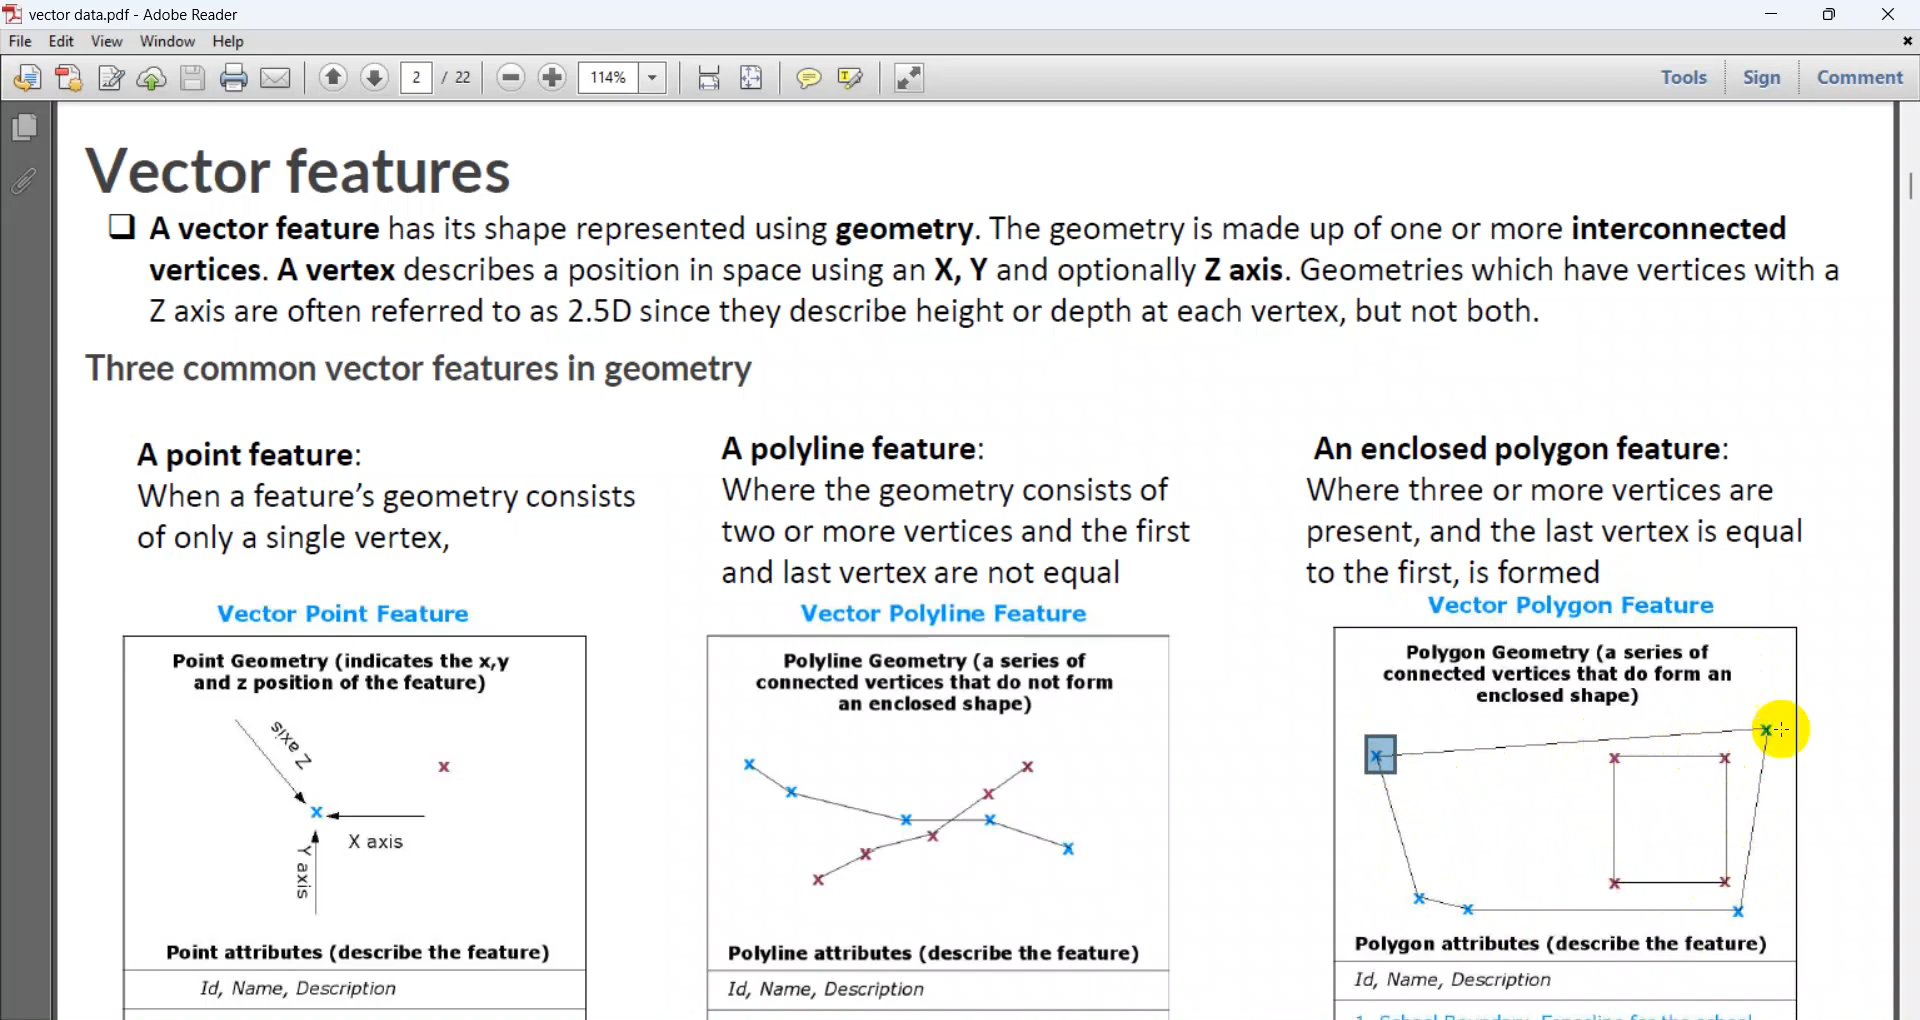 vector data.pdf - Adobe Reader
File Edit View Window Help
2 / 22 114% Tools Sign Comment
Vector features
A vector feature has its shape represented using geometry. The geometry is made up of one or more interconnected
vertices. A vertex describes a position in space using an X, Y and optionally Z axis. Geometries which have vertices with a
Z axis are often referred to as 2.5D since they describe height or depth at each vertex, but not both.
Three common vector features in geometry
A point feature:
When a feature's geometry consists
of only a single vertex,
Vector Point Feature
Point Geometry (indicates the x,y
and z position of the feature)
Z axis
X axis
Y axis
Point attributes (describe the feature)
Id, Name, Description
A polyline feature:
Where the geometry consists of
two or more vertices and the first
and last vertex are not equal
Vector Polyline Feature
Polyline Geometry (a series of
connected vertices that do not form
an enclosed shape)
Polyline attributes (describe the feature)
Id, Name, Description
An enclosed polygon feature:
Where three or more vertices are
present, and the last vertex is equal
to the first, is formed
Vector Polygon Feature
Polygon Geometry (a series of
connected vertices that do form an
enclosed shape)
Polygon attributes (describe the feature)
Id, Name, Description